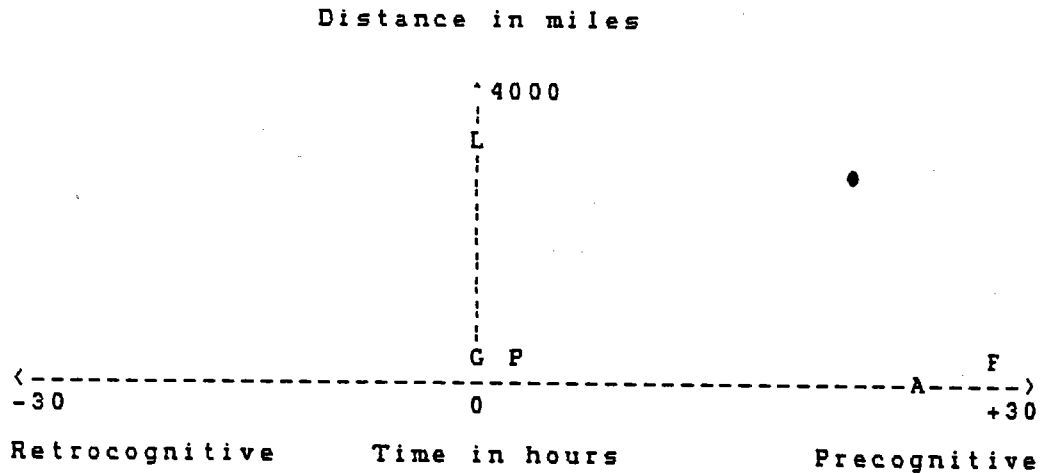 Distance in miles
4000
L
G P F
<-----------------------------------A------>
-30 0 +30
Retrocognitive Time in hours Precognitive